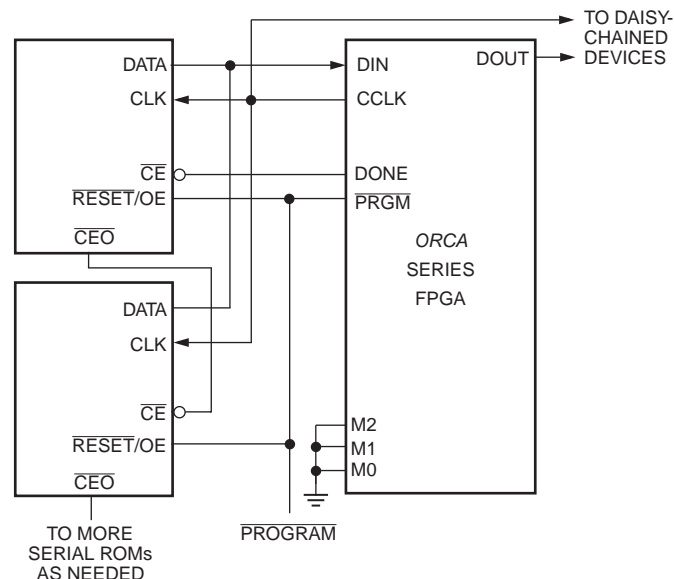 TO DAISY-
CHAINED
DEVICES
DATA
CLK
CE
RESET/OE
CEO
DIN
DOUT
CCLK
DONE
PRGM
ORCA
SERIES
FPGA
DATA
CLK
CE
RESET/OE
CEO
M2
M1
M0
TO MORE
SERIAL ROMs
AS NEEDED
PROGRAM